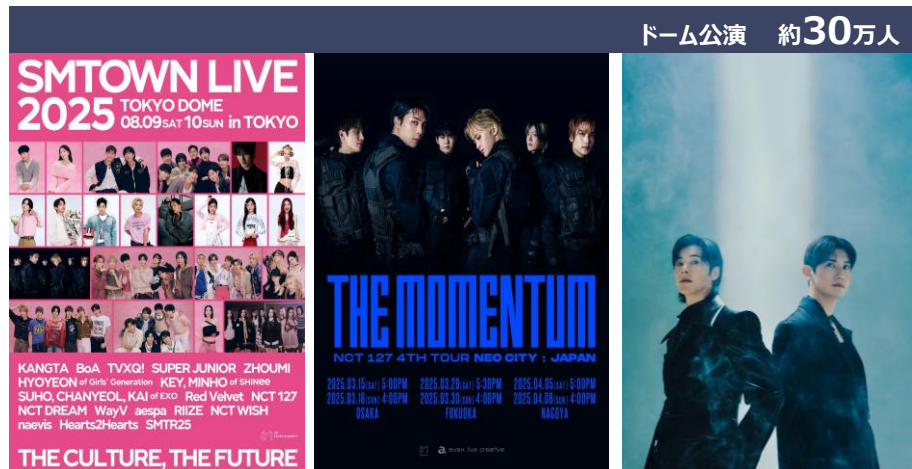 ドーム公演 約30万人
SMTOWN LIVE
2025 TOKYO DOME
08.09SAT 10SUN in TOKYO
KANGTA BoA TVXQ! SUPER JUNIOR ZHOUMI
HYOYEON of Girls' Generation KEY, MINHO of SHINee
SUHO, CHANYEOL, KAI of EXO Red Velvet NCT 127
NCT DREAM WayV aespa RIIZE NCT WISH
naevis Hearts2Hearts SMTR25
THE CULTURE, THE FUTURE
THE MOMENTUM
NCT 127 4TH TOUR NEO CITY : JAPAN
2025.03.15(SAT) 5:00PM
2025.03.16(SUN) 4:00PM
OSAKA
2025.03.29(SAT) 5:30PM
2025.03.30(SUN) 4:00PM
FUKUOKA
2025.04.05(SAT) 5:00PM
2025.04.06(SUN) 4:00PM
NAGOYA
avex live creative